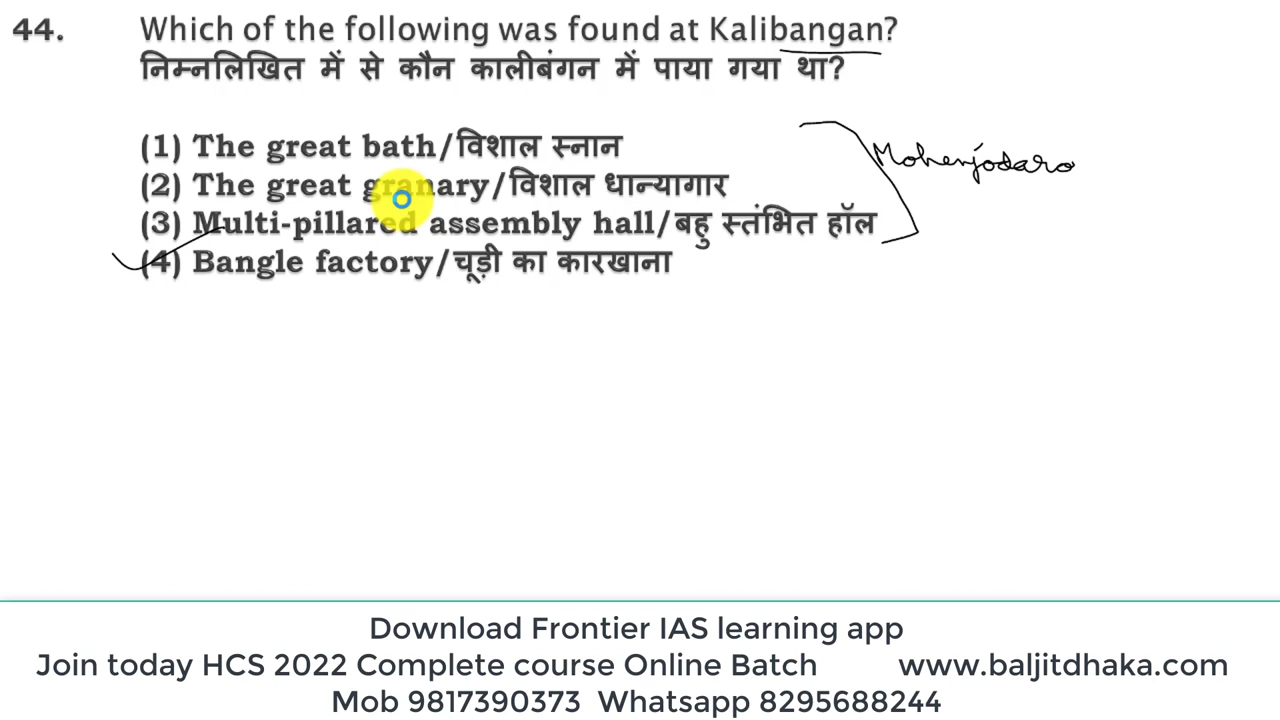 44. Which of the following was found at Kalibangan?
निम्नलिखित में से कौन कालीबंगन में पाया गया था?
(1) The great bath/विशाल स्नान
(2) The great granary/विशाल धान्यागार
(3) Multi-pillared assembly hall/बहु स्तंभित हॉल
Mohenjodaro
(4) Bangle factory/चूड़ी का कारखाना
Download Frontier IAS learning app
Join today HCS 2022 Complete course Online Batch www.baljitdhaka.com
Mob 9817390373 Whatsapp 8295688244